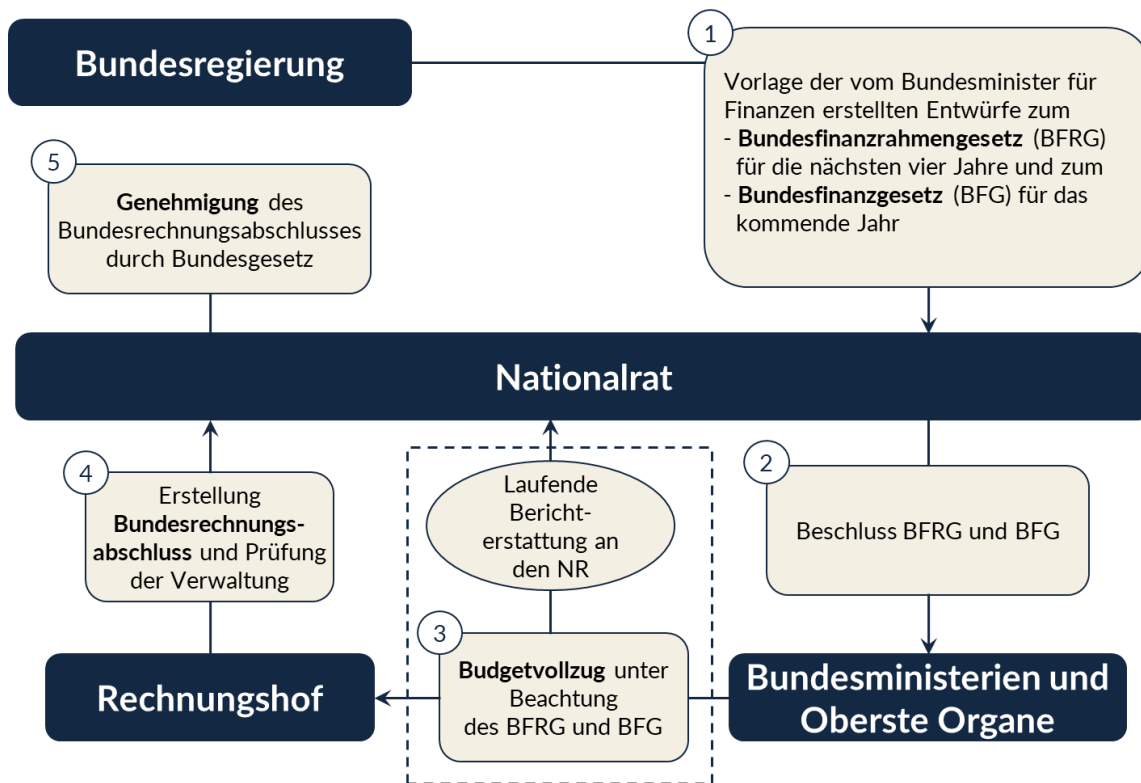 Bundesregierung
1
Vorlage der vom Bundesminister für
Finanzen erstellten Entwürfe zum
- Bundesfinanzrahmengesetz (BFRG)
für die nächsten vier Jahre und zum
- Bundesfinanzgesetz (BFG) für das
kommende Jahr
5
Genehmigung des
Bundesrechnungsabschlusses
durch Bundesgesetz
Nationalrat
4
Erstellung
Bundesrechnungs-
abschluss und Prüfung
der Verwaltung
Laufende
Bericht-
erstattung an
den NR
2
Beschluss BFRG und BFG
3
Budgetvollzug unter
Beachtung
des BFRG und BFG
Rechnungshof
Bundesministerien und
Oberste Organe